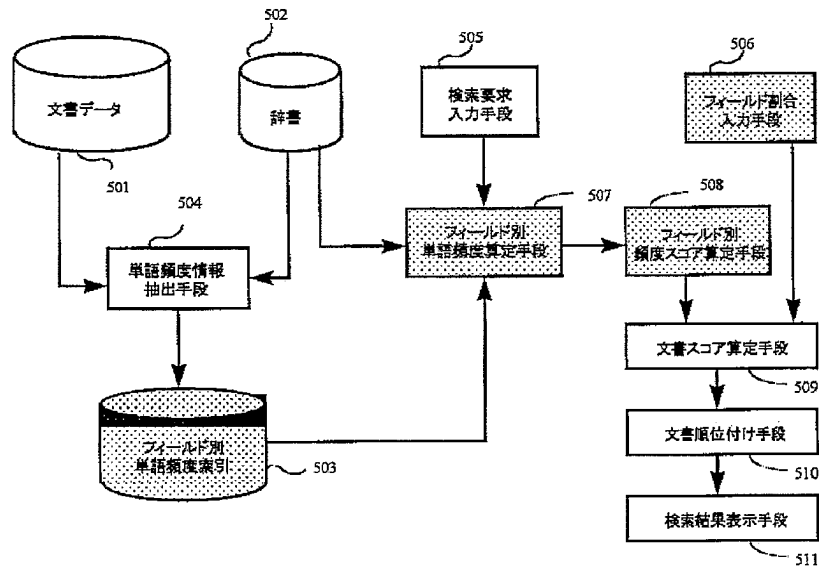 502
505
506
文書データ
辞書
検索要求
入力手段
フィールド割合
入力手段
501
504
507
508
単語頻度情報
抽出手段
フィールド別
単語頻度算定手段
フィールド別
頻度スコア算定手段
文書スコア算定手段
509
フィールド別
単語頻度索引
503
文書順位付け手段
510
検索結果表示手段
511